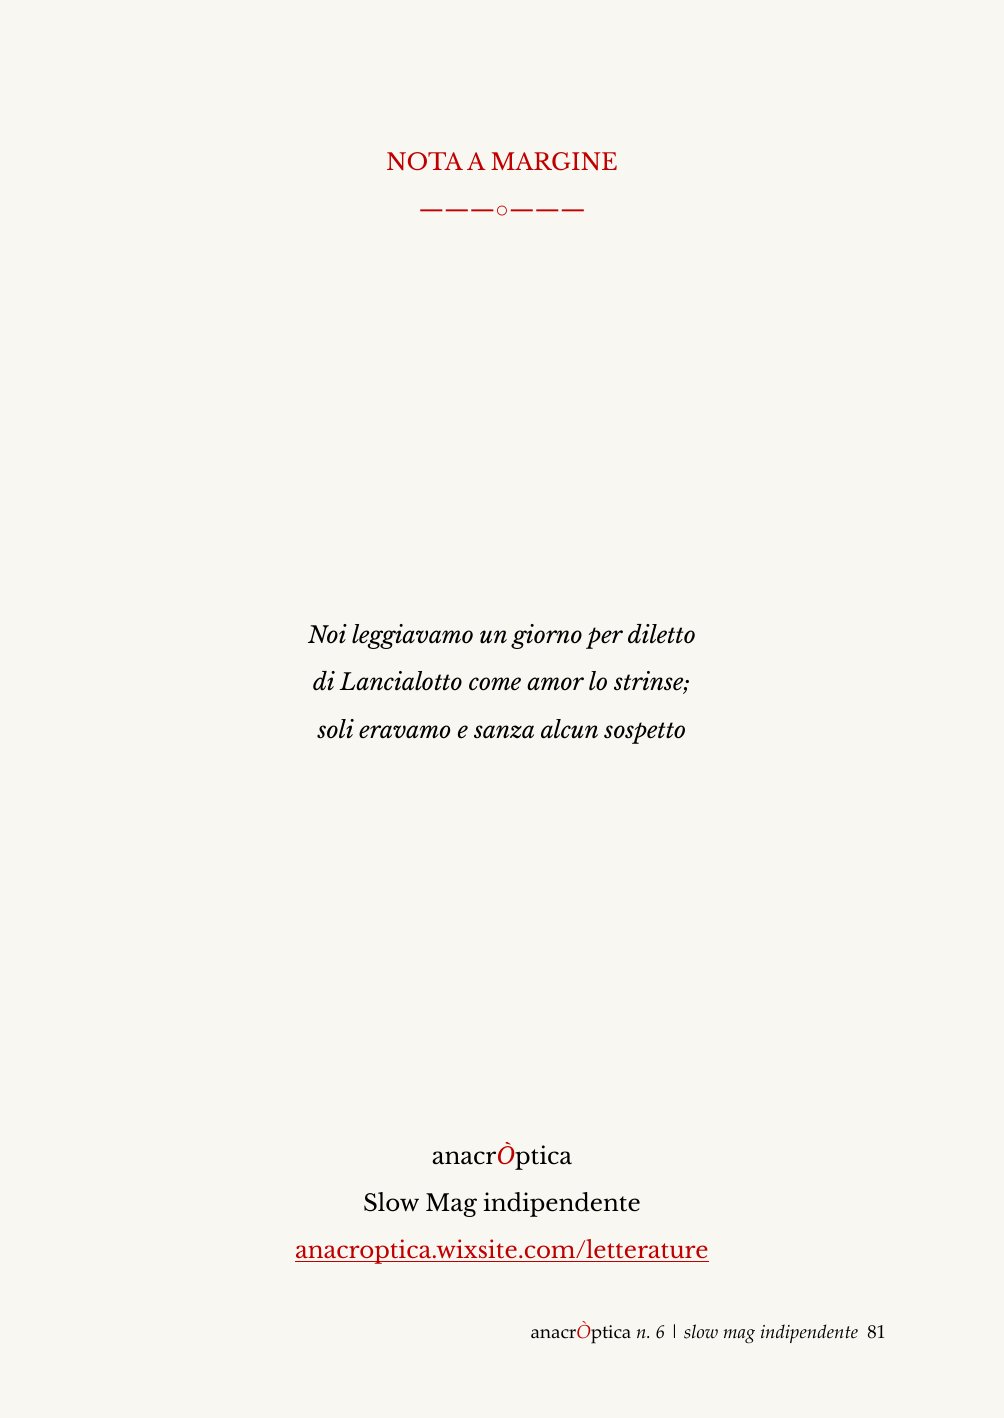 NOTA A MARGINE
———○———
Noi leggiavamo un giorno per diletto
di Lancialotto come amor lo strinse;
soli eravamo e sanza alcun sospetto
anacrÒptica
Slow Mag indipendente
anacroptica.wixsite.com/letterature
anacrÒptica n. 6 | slow mag indipendente 81